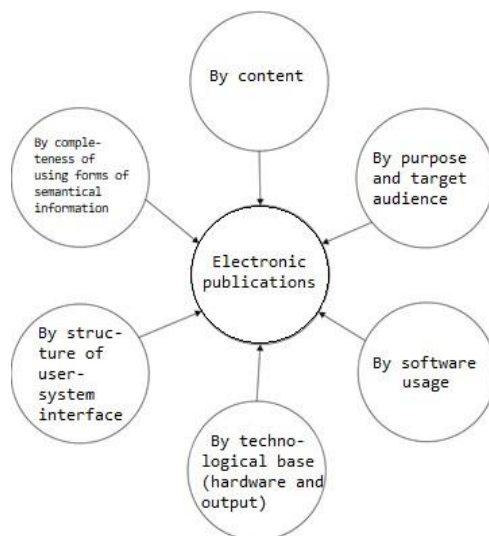 By content
By comple-
teness of
using forms of
semantical
information
By purpose
and target
audience
Electronic
publications
By struc-
ture of
user-
system
interface
By software
usage
By techno-
logical base
(hardware and
output)